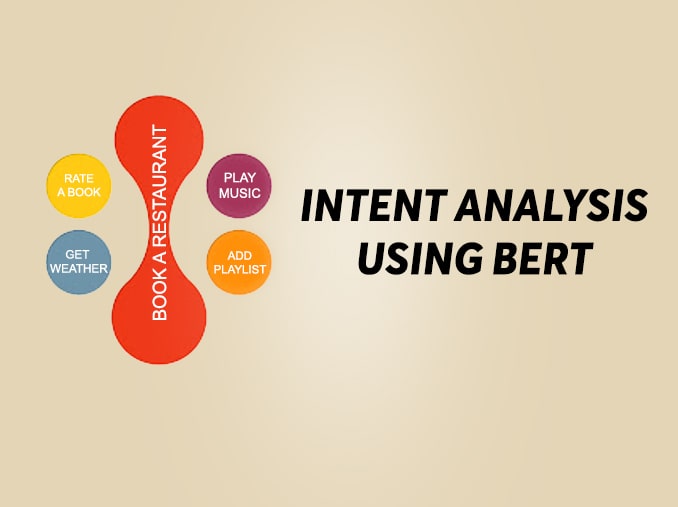 RATE
A BOOK
GET
WEATHER
BOOK A RESTAURANT
PLAY
MUSIC
ADD
PLAYLIST
INTENT ANALYSIS
USING BERT